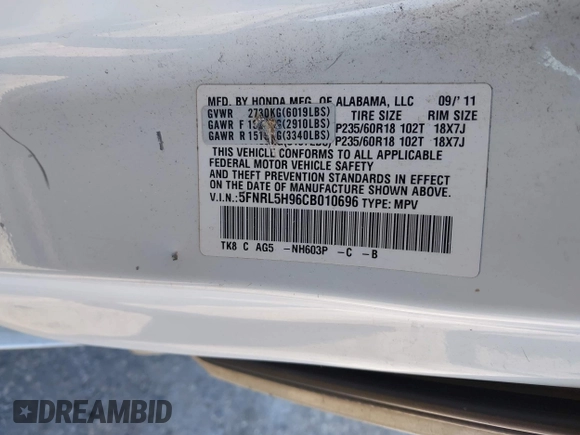 MFD. BY HONDA MFG. OF ALABAMA, LLC 09/'11
GVWR 2730KG(6019LBS) TIRE SIZE RIM SIZE
GAWR F (2910LBS) P235/60R18 102T 18X7J
GAWR R (3340LBS) P235/60R18 102T 18X7J
THIS VEHICLE CONFORMS TO ALL APPLICABLE
FEDERAL MOTOR VEHICLE SAFETY
AND THEFT PREVENTION STANDARDS IN EFFECT
ON THE DATE OF MANUFACTURE SHOWN ABOVE.
V.I.N.:5FNRL5H96CB010696 TYPE: MPV
TK8 C AG5 -NH603P -C -B
DREAMBID